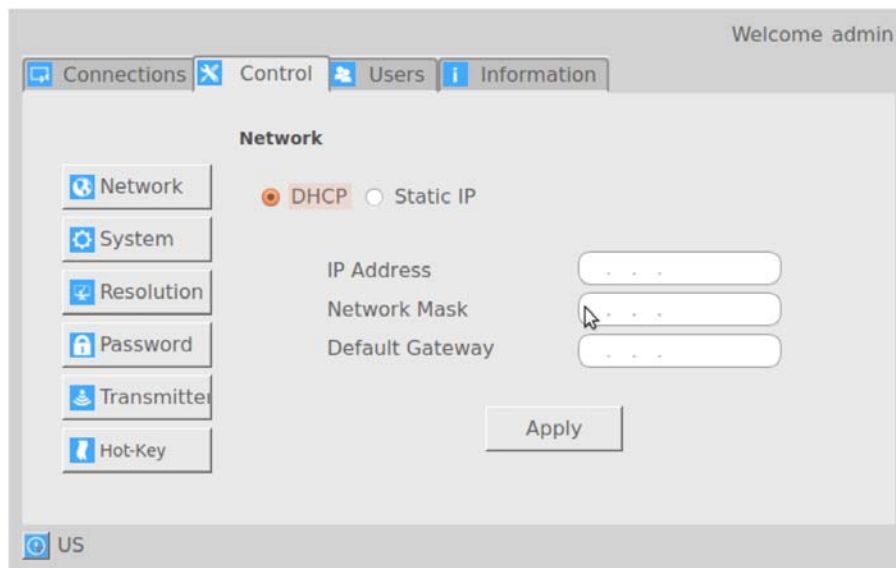 Welcome admin
Connections Control Users Information
Network
Network
DHCP Static IP
System
IP Address
Resolution
Network Mask
Password
Default Gateway
Transmitter
Apply
Hot-Key
US